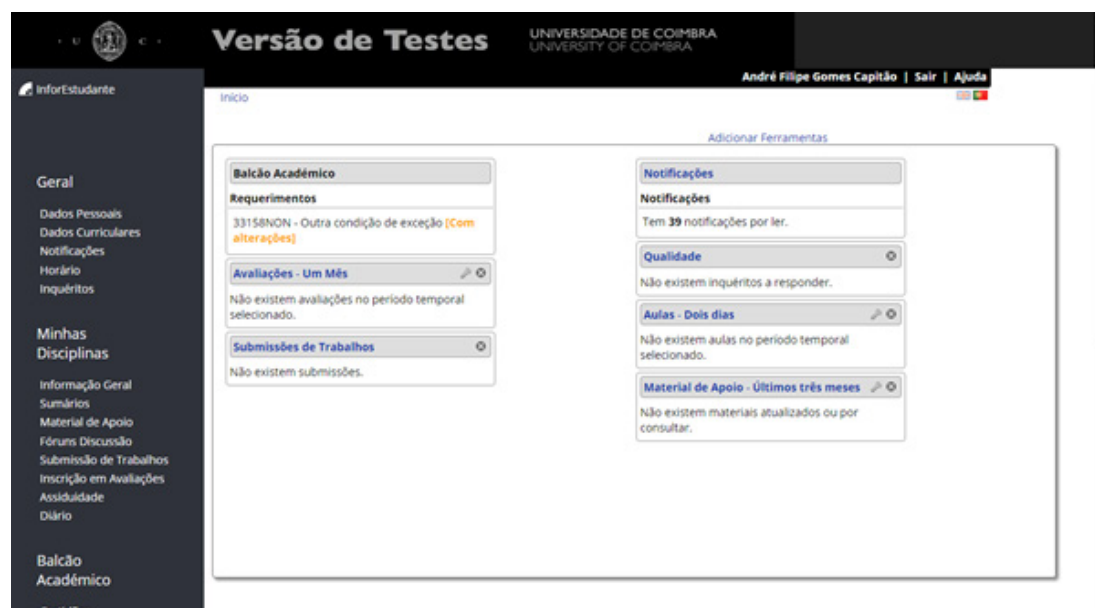 · U C ·
Versão de Testes
UNIVERSIDADE DE COIMBRA
UNIVERSITY OF COIMBRA
André Filipe Gomes Capitão | Sair | Ajuda
InforEstudante
Início
Adicionar Ferramentas
Geral
Dados Pessoais
Dados Curriculares
Notificações
Horário
Inquéritos
Minhas
Disciplinas
Informação Geral
Sumários
Material de Apoio
Fóruns Discussão
Submissão de Trabalhos
Inscrição em Avaliações
Assiduidade
Diário
Balcão
Académico
Balcão Académico
Requerimentos
33158NON - Outra condição de exceção [Com
alterações]
Avaliações - Um Mês
Não existem avaliações no período temporal
selecionado.
Submissões de Trabalhos
Não existem submissões.
Notificações
Notificações
Tem 39 notificações por ler.
Qualidade
Não existem inquéritos a responder.
Aulas - Dois dias
Não existem aulas no período temporal
selecionado.
Material de Apoio - Últimos três meses
Não existem materiais atualizados ou por
consultar.